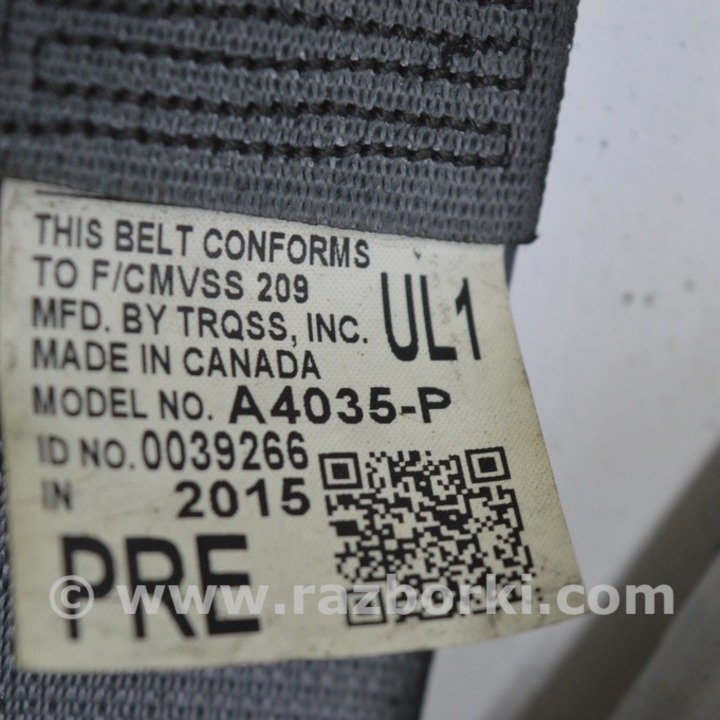 THIS BELT CONFORMS
TO F/CMVSS 209
MFD. BY TRQSS, INC. UL1
MADE IN CANADA
MODEL NO. A4035-P
ID NO. 0039266
IN 2015
PRE
© www.razborki.com